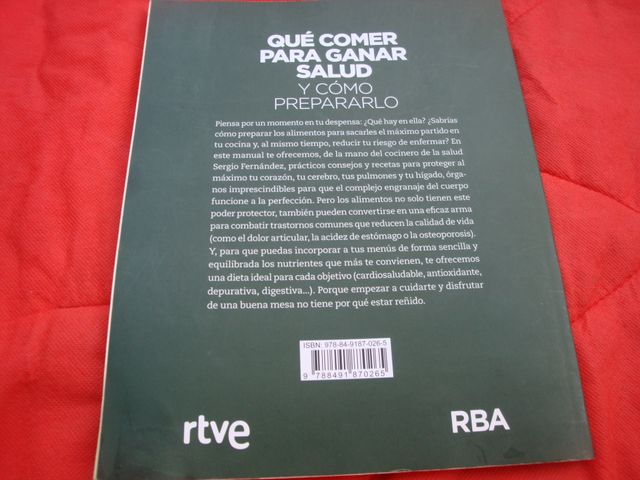 QUÉ COMER
PARA GANAR
SALUD
Y CÓMO
PREPARARLO
Piensa por un momento en tu despensa: ¿Qué hay en ella? ¿Sabrías
cómo preparar los alimentos para sacarles el máximo partido en
tu cocina y, al mismo tiempo, reducir tu riesgo de enfermar? En
este manual te ofrecemos, de la mano del cocinero de la salud
Sergio Fernández, prácticos consejos y recetas para proteger al
máximo tu corazón, tu cerebro, tus pulmones y tu hígado, órga-
nos imprescindibles para que el complejo engranaje del cuerpo
funcione a la perfección. Pero los alimentos no solo tienen este
poder protector, también pueden convertirse en una eficaz arma
para combatir trastornos comunes que reducen la calidad de vida
(como el dolor articular, la acidez de estómago o la osteoporosis).
Y, para que puedas incorporar a tus menús de forma sencilla y
equilibrada los nutrientes que más te convienen, te ofrecemos
una dieta ideal para cada objetivo (cardiosaludable, antioxidante,
depurativa, digestiva...). Porque empezar a cuidarte y disfrutar
de una buena mesa no tiene por qué estar reñido.
ISBN 978-84-9187-026-5
9 788491 870265
rtve
RBA